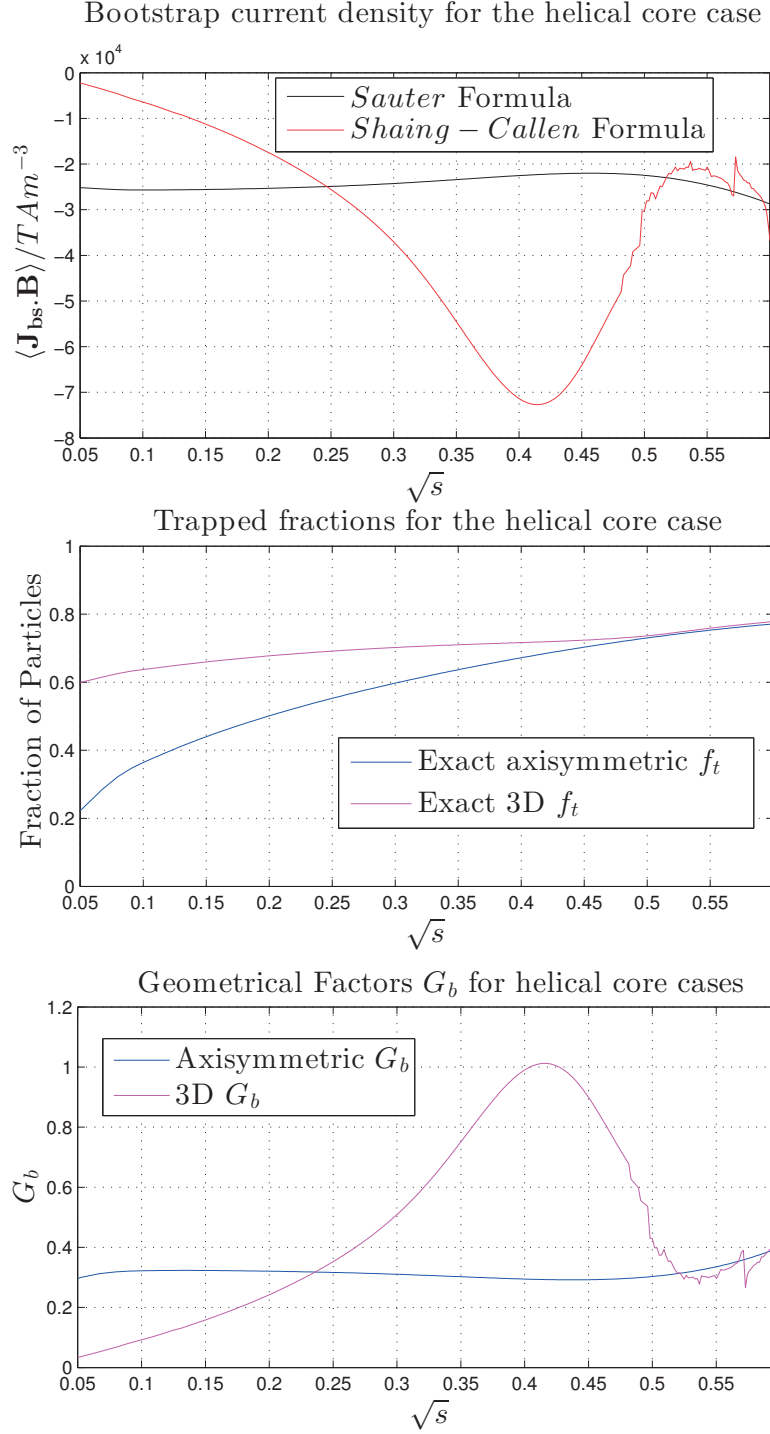 Bootstrap current density for the helical core case
x 10⁴
Sauter Formula
Shaing − Callen Formula
⟨J_bs.B⟩/TAm⁻³
0
−1
−2
−3
−4
−5
−6
−7
−8
0.05 0.1 0.15 0.2 0.25 0.3 0.35 0.4 0.45 0.5 0.55
√s
Trapped fractions for the helical core case
Fraction of Particles
1
0.8
0.6
0.4
0.2
0
Exact axisymmetric f_t
Exact 3D f_t
0.05 0.1 0.15 0.2 0.25 0.3 0.35 0.4 0.45 0.5 0.55
√s
Geometrical Factors G_b for helical core cases
G_b
1.2
1
0.8
0.6
0.4
0.2
0
Axisymmetric G_b
3D G_b
0.05 0.1 0.15 0.2 0.25 0.3 0.35 0.4 0.45 0.5 0.55
√s